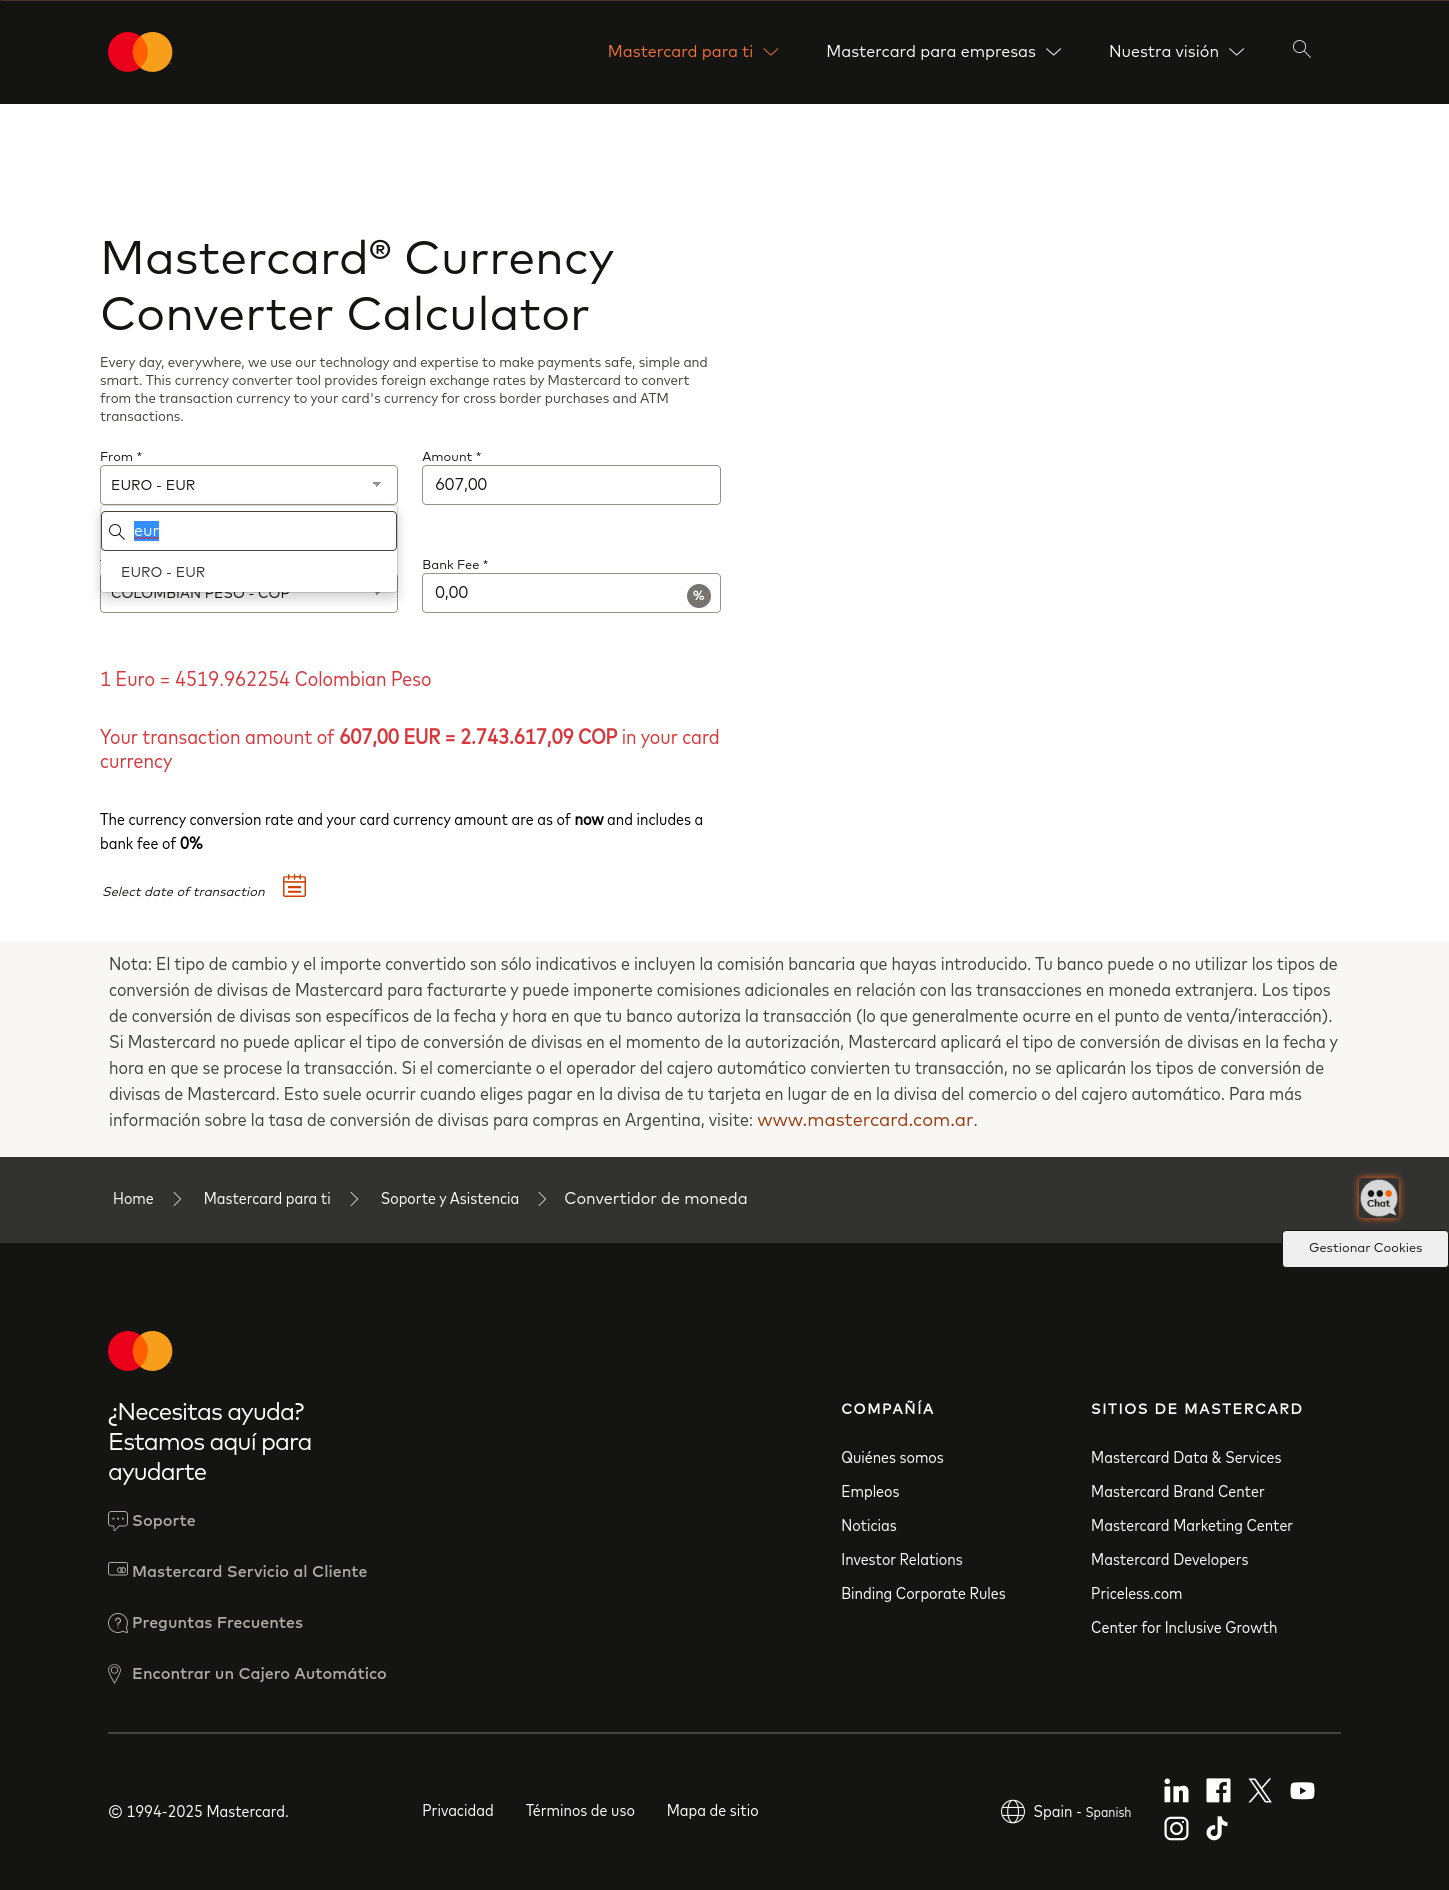 Mastercard para ti
Mastercard para empresas
Nuestra visión
Mastercard® Currency
Converter Calculator
Every day, everywhere, we use our technology and expertise to make payments safe, simple and
smart. This currency converter tool provides foreign exchange rates by Mastercard to convert
from the transaction currency to your card's currency for cross border purchases and ATM
transactions.
From *
Amount *
EURO - EUR
607,00
eur
EURO - EUR
Bank Fee *
COLOMBIAN PESO - COP
0,00
%
1 Euro = 4519.962254 Colombian Peso
Your transaction amount of 607,00 EUR = 2.743.617,09 COP in your card
currency
The currency conversion rate and your card currency amount are as of now and includes a
bank fee of 0%
Select date of transaction
Nota: El tipo de cambio y el importe convertido son sólo indicativos e incluyen la comisión bancaria que hayas introducido. Tu banco puede o no utilizar los tipos de
conversión de divisas de Mastercard para facturarte y puede imponerte comisiones adicionales en relación con las transacciones en moneda extranjera. Los tipos
de conversión de divisas son específicos de la fecha y hora en que tu banco autoriza la transacción (lo que generalmente ocurre en el punto de venta/interacción).
Si Mastercard no puede aplicar el tipo de conversión de divisas en el momento de la autorización, Mastercard aplicará el tipo de conversión de divisas en la fecha y
hora en que se procese la transacción. Si el comerciante o el operador del cajero automático convierten tu transacción, no se aplicarán los tipos de conversión de
divisas de Mastercard. Esto suele ocurrir cuando eliges pagar en la divisa de tu tarjeta en lugar de en la divisa del comercio o del cajero automático. Para más
información sobre la tasa de conversión de divisas para compras en Argentina, visite: www.mastercard.com.ar.
Home
Mastercard para ti
Soporte y Asistencia
Convertidor de moneda
Chat
Gestionar Cookies
¿Necesitas ayuda?
Estamos aquí para
ayudarte
Soporte
Mastercard Servicio al Cliente
Preguntas Frecuentes
Encontrar un Cajero Automático
COMPAÑÍA
Quiénes somos
Empleos
Noticias
Investor Relations
Binding Corporate Rules
SITIOS DE MASTERCARD
Mastercard Data & Services
Mastercard Brand Center
Mastercard Marketing Center
Mastercard Developers
Priceless.com
Center for Inclusive Growth
© 1994-2025 Mastercard.
Privacidad
Términos de uso
Mapa de sitio
Spain - Spanish